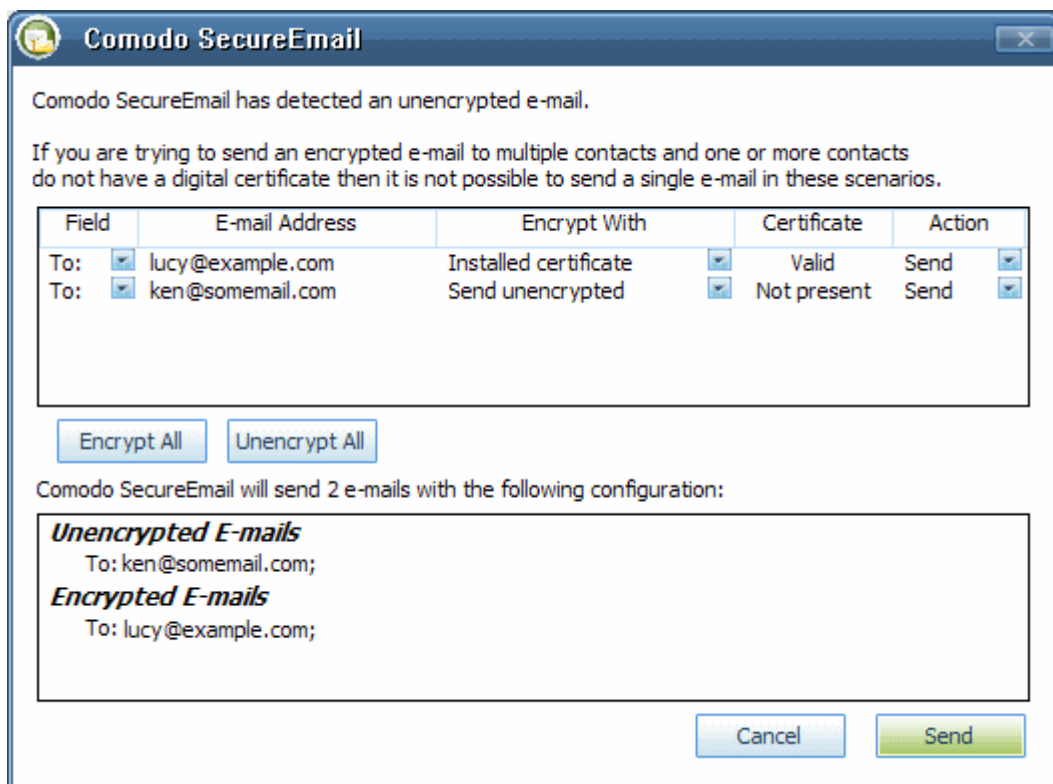 Comodo SecureEmail
Comodo SecureEmail has detected an unencrypted e-mail.
If you are trying to send an encrypted e-mail to multiple contacts and one or more contacts
do not have a digital certificate then it is not possible to send a single e-mail in these scenarios.
Field E-mail Address Encrypt With Certificate Action
To: lucy@example.com Installed certificate Valid Send
To: ken@somemail.com Send unencrypted Not present Send
Encrypt All Unencrypt All
Comodo SecureEmail will send 2 e-mails with the following configuration:
Unencrypted E-mails
To: ken@somemail.com;
Encrypted E-mails
To: lucy@example.com;
Cancel Send